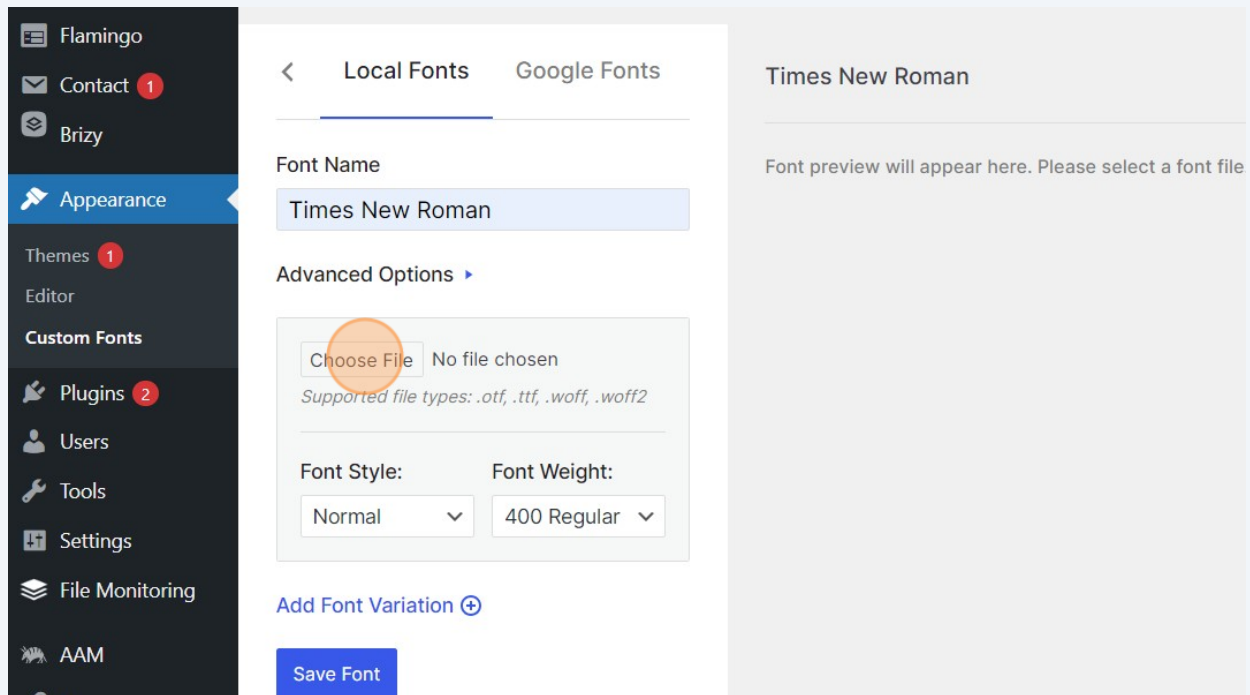 Flamingo
Contact 1
Brizy
Appearance
Themes 1
Editor
Custom Fonts
Plugins 2
Users
Tools
Settings
File Monitoring
AAM
Local Fonts Google Fonts
Font Name
Times New Roman
Advanced Options
Choose File No file chosen
Supported file types: .otf, .ttf, .woff, .woff2
Font Style: Font Weight:
Normal 400 Regular
Add Font Variation
Save Font
Times New Roman
Font preview will appear here. Please select a font file